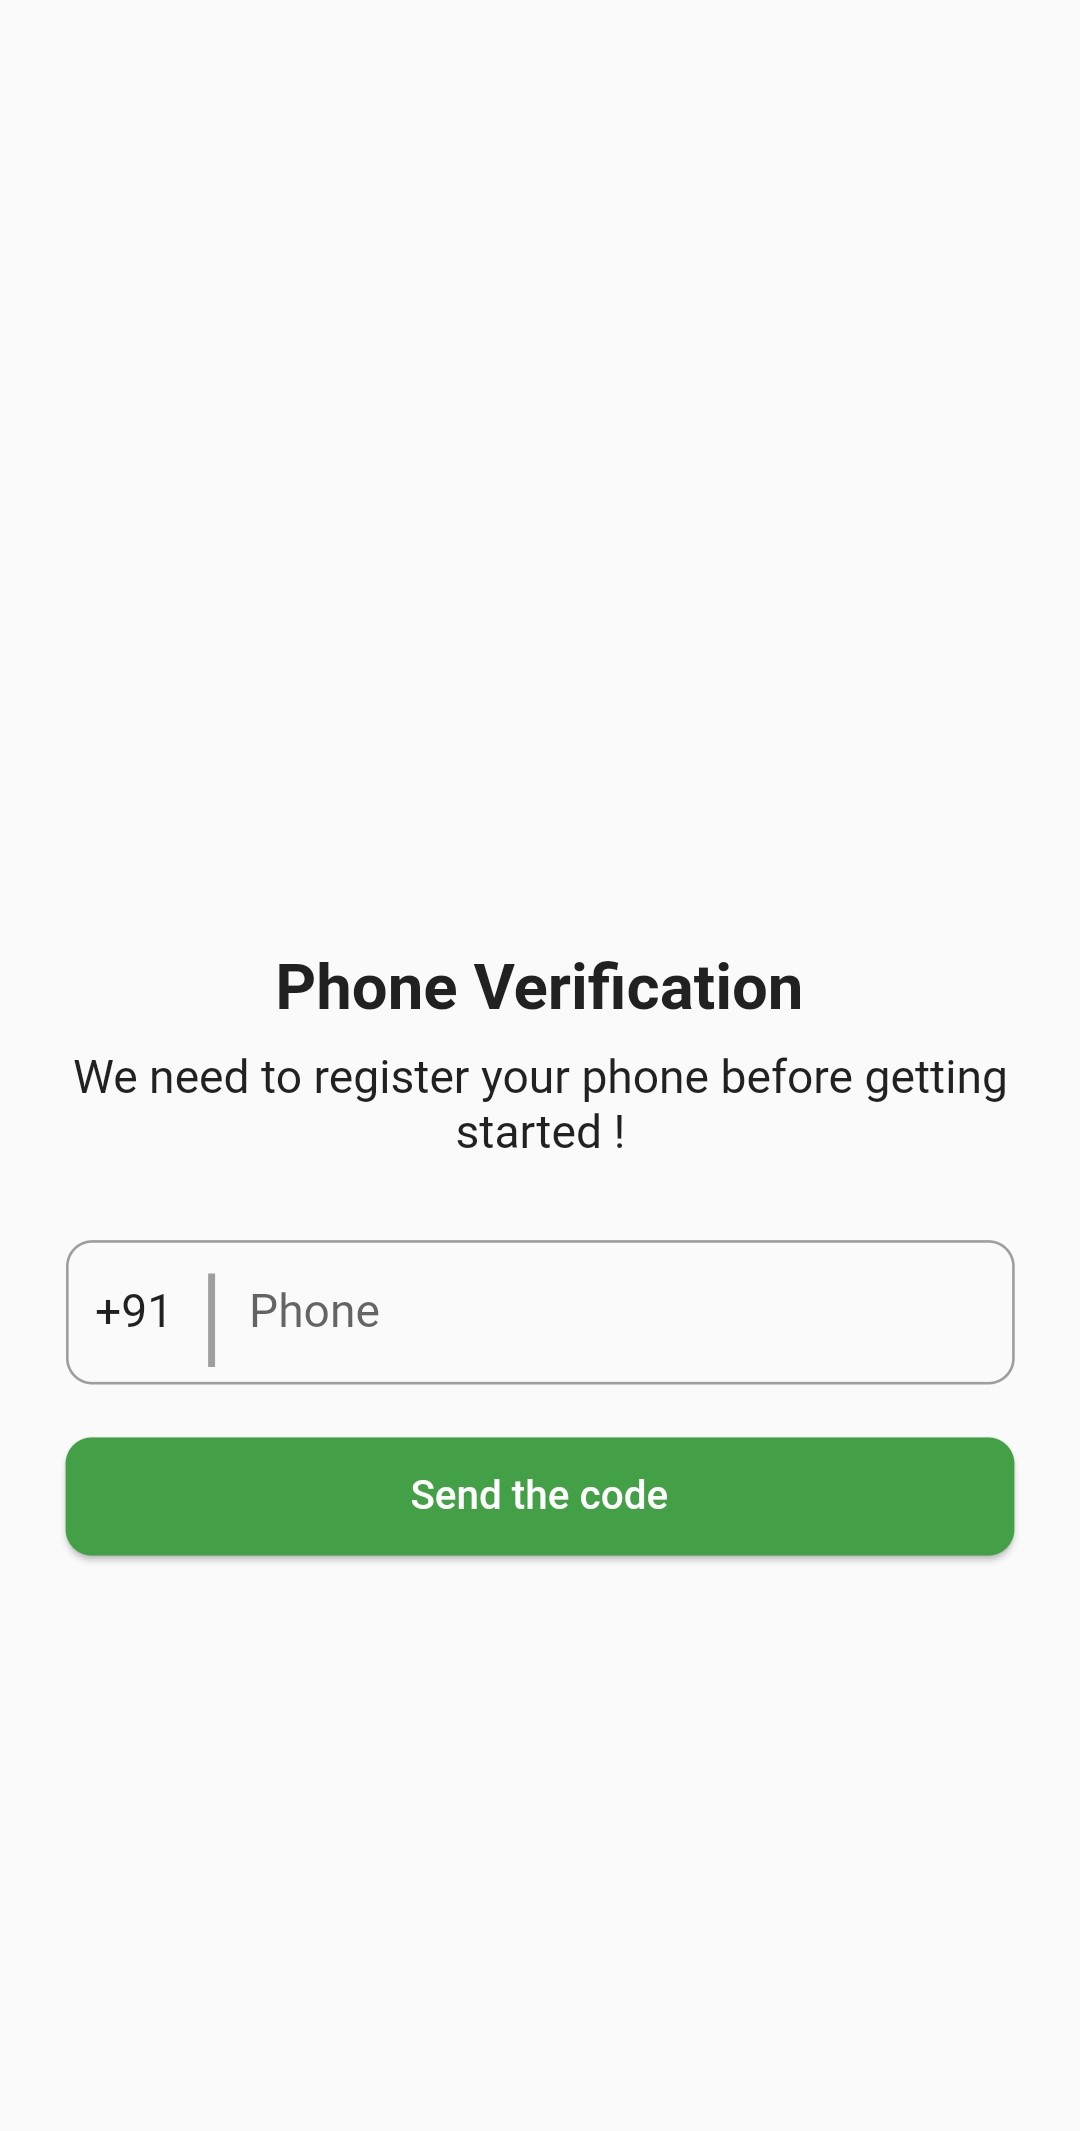 Phone Verification
We need to register your phone before getting
started !
+91 | Phone
Send the code